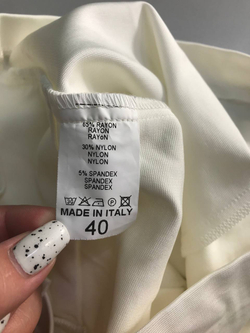 65% RAYON
RAYON
RAYON
30% NYLON
NYLON
NYLON
5% SPANDEX
SPANDEX
SPANDEX
MADE IN ITALY
40